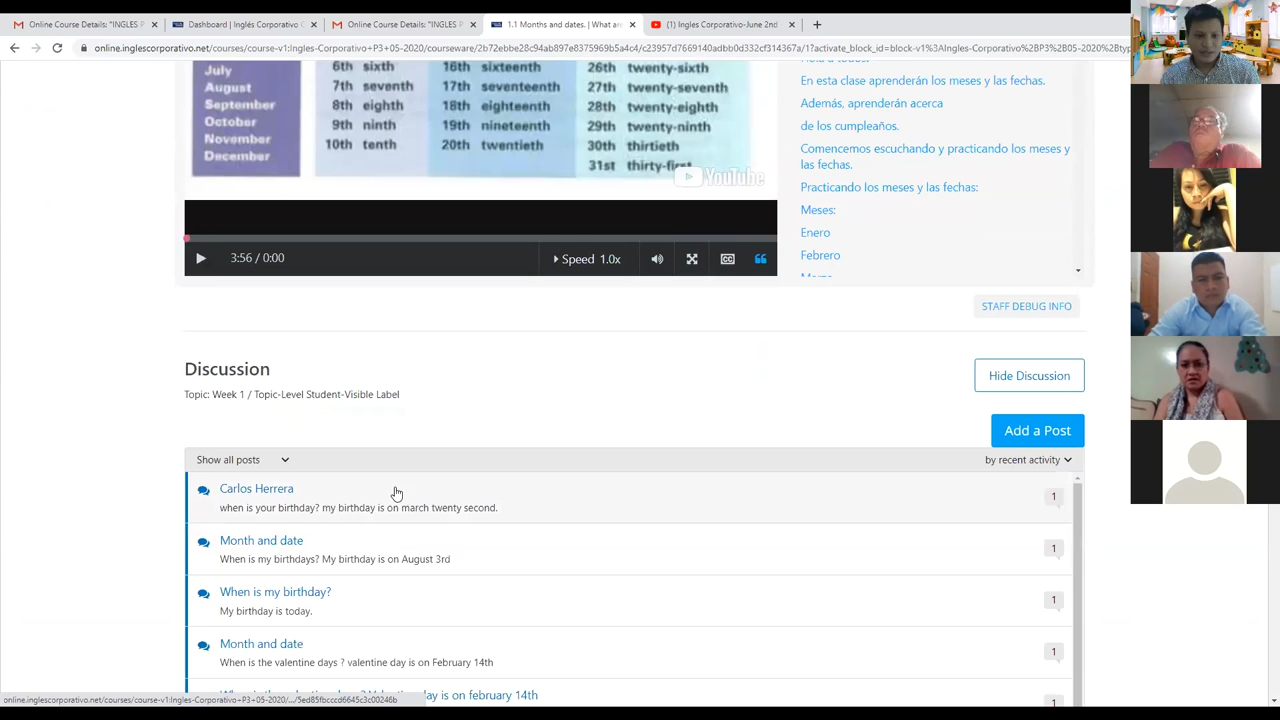 Online Course Details: "INGLES P
Dashboard | Inglés Corporativo
Online Course Details: "INGLES P
1.1 Months and dates. | What are
(1) Ingles Corporativo-June 2nd
online.inglescorporativo.net/courses/course-v1:Ingles-Corporativo+P3+05-2020/courseware/
July
August
September
October
November
December
6th sixth
7th seventh
8th eighth
9th ninth
10th tenth
16th sixteenth
17th seventeenth
18th eighteenth
19th nineteenth
20th twentieth
26th twenty-sixth
27th twenty-seventh
28th twenty-eighth
29th twenty-ninth
30th thirtieth
31st thirty-first
YouTube
Hola a todos!
En esta clase aprenderán los meses y las fechas.
Además, aprenderán acerca
de los cumpleaños.
Comencemos escuchando y practicando los meses y
las fechas.
Practicando los meses y las fechas:
Meses:
Enero
Febrero
3:56 / 0:00
Speed 1.0x
STAFF DEBUG INFO
Discussion
Topic: Week 1 / Topic-Level Student-Visible Label
Hide Discussion
Add a Post
Show all posts
by recent activity
Carlos Herrera
when is your birthday? my birthday is on march twenty second.
1
Month and date
When is my birthdays? My birthday is on August 3rd
1
When is my birthday?
My birthday is today.
1
Month and date
When is the valentine days ? valentine day is on February 14th
1
day is on february 14th